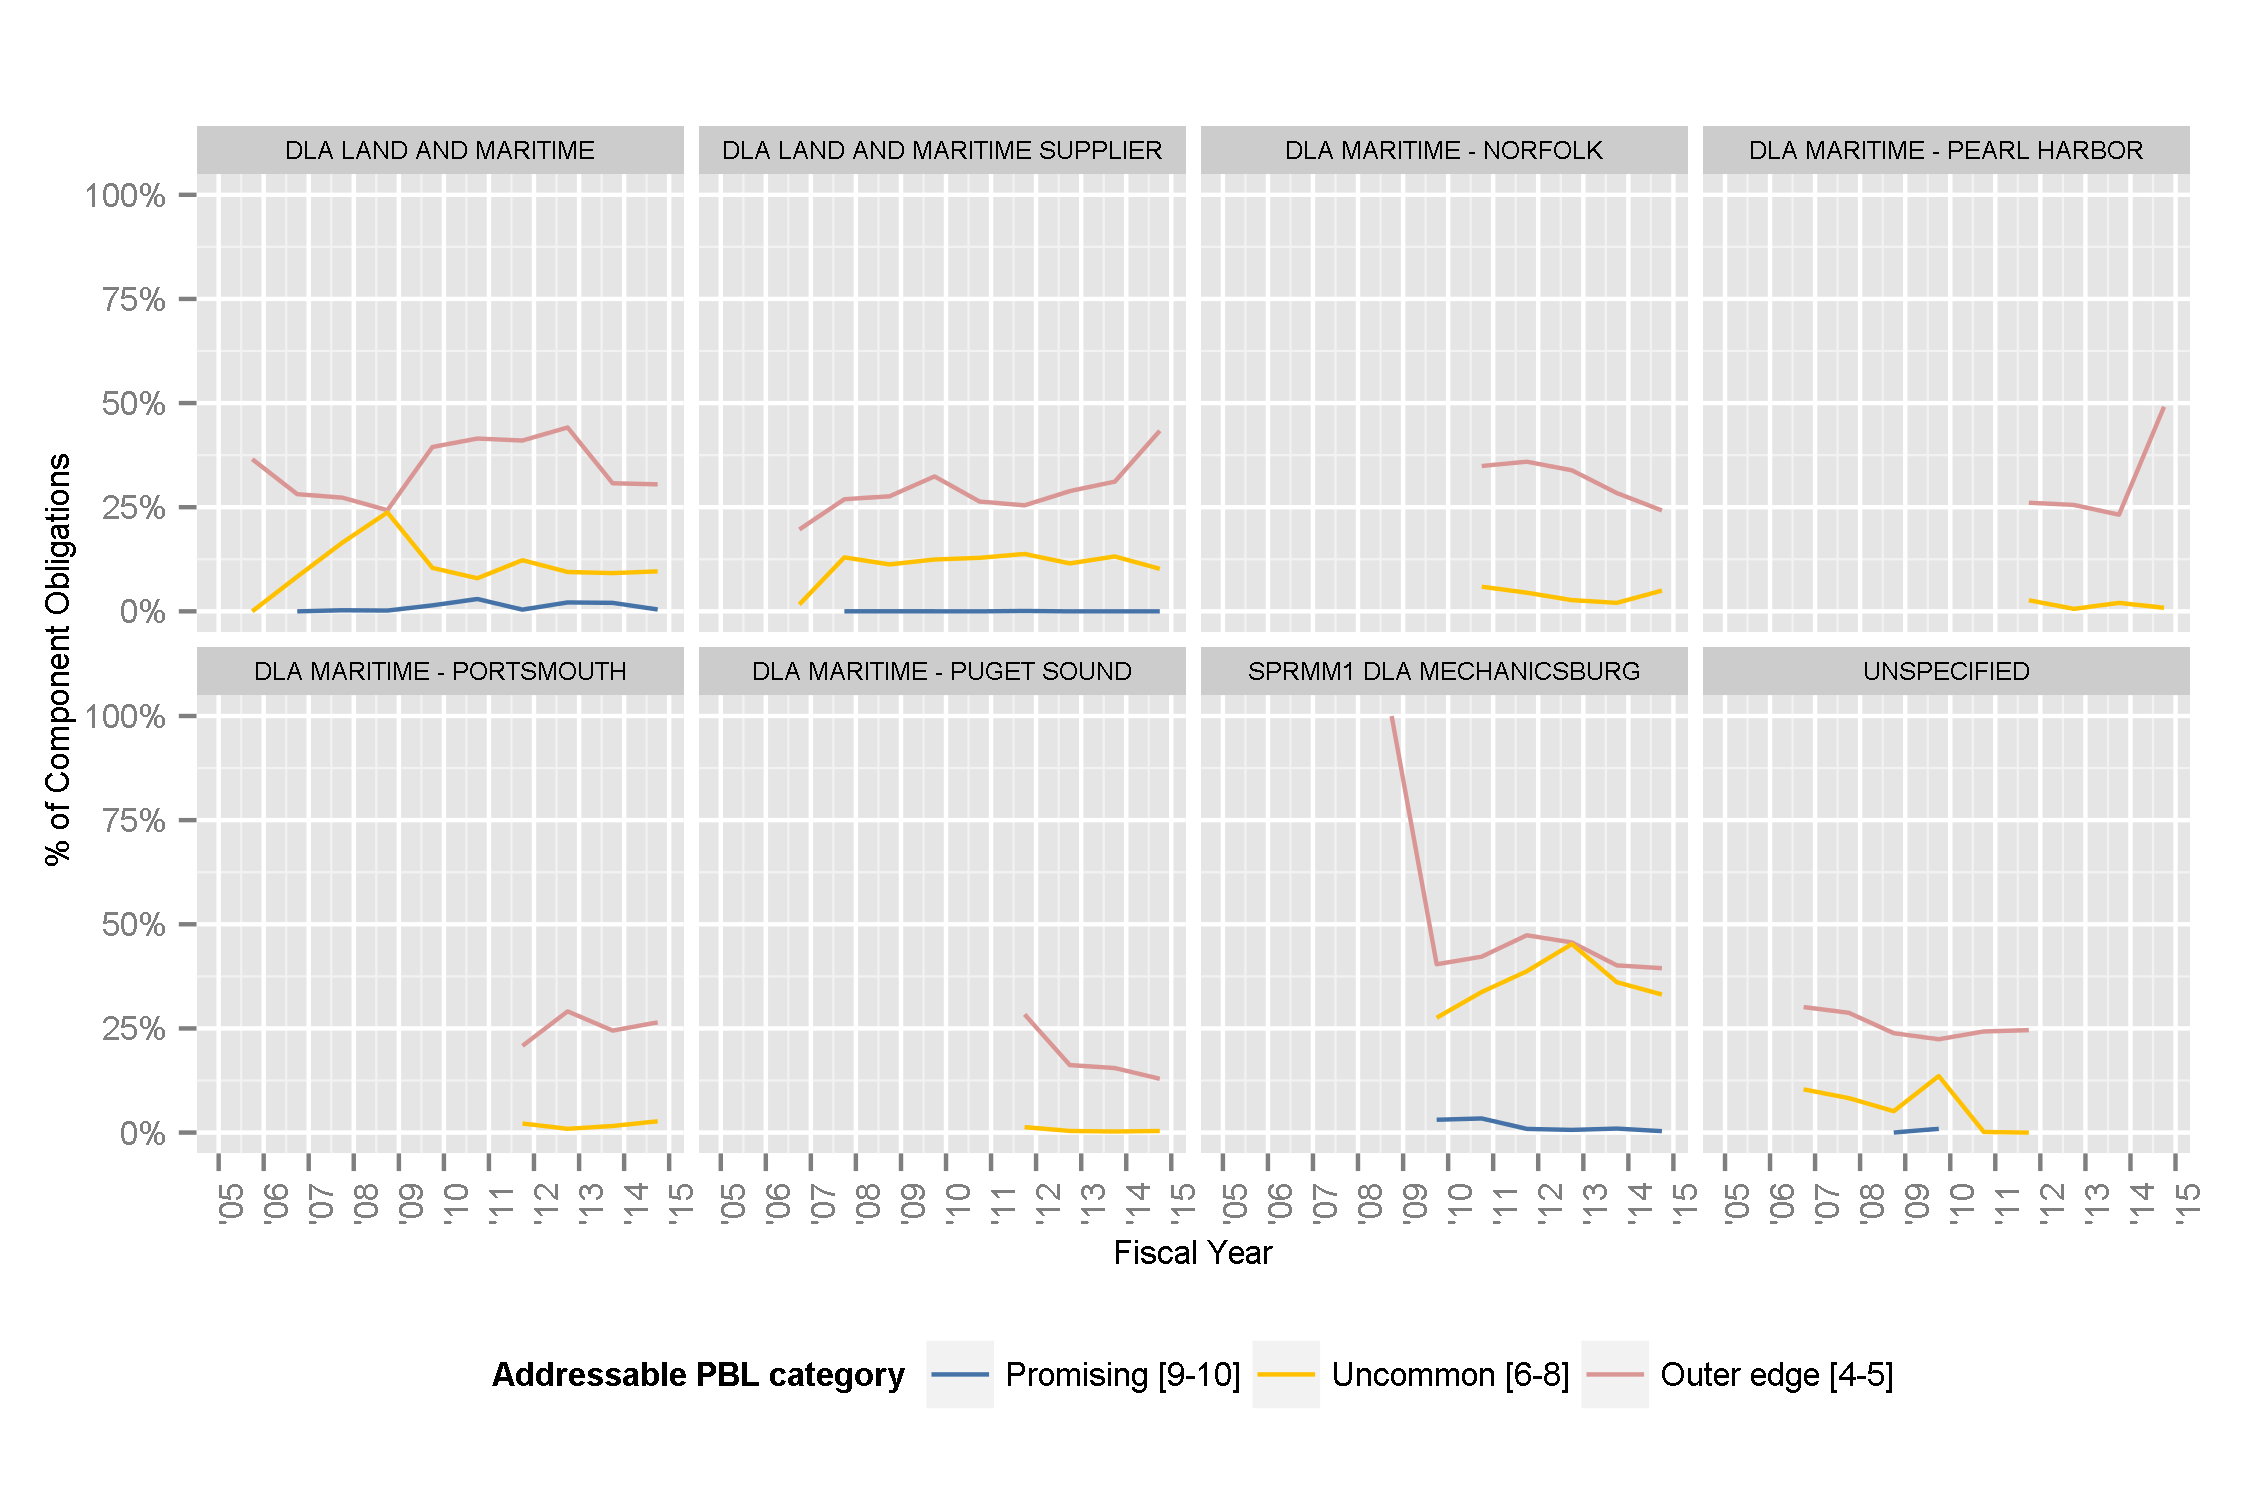 DLA LAND AND MARITIME
DLA LAND AND MARITIME SUPPLIER
DLA MARITIME - NORFOLK
DLA MARITIME - PEARL HARBOR
100%
75%
50%
25%
0%
% of Component Obligations
DLA MARITIME - PORTSMOUTH
DLA MARITIME - PUGET SOUND
SPRMM1 DLA MECHANICSBURG
UNSPECIFIED
100%
75%
50%
25%
0%
'05 '06 '07 '08 '09 '10 '11 '12 '13 '14 '15
'05 '06 '07 '08 '09 '10 '11 '12 '13 '14 '15
'05 '06 '07 '08 '09 '10 '11 '12 '13 '14 '15
'05 '06 '07 '08 '09 '10 '11 '12 '13 '14 '15
Fiscal Year
Addressable PBL category Promising [9-10] Uncommon [6-8] Outer edge [4-5]